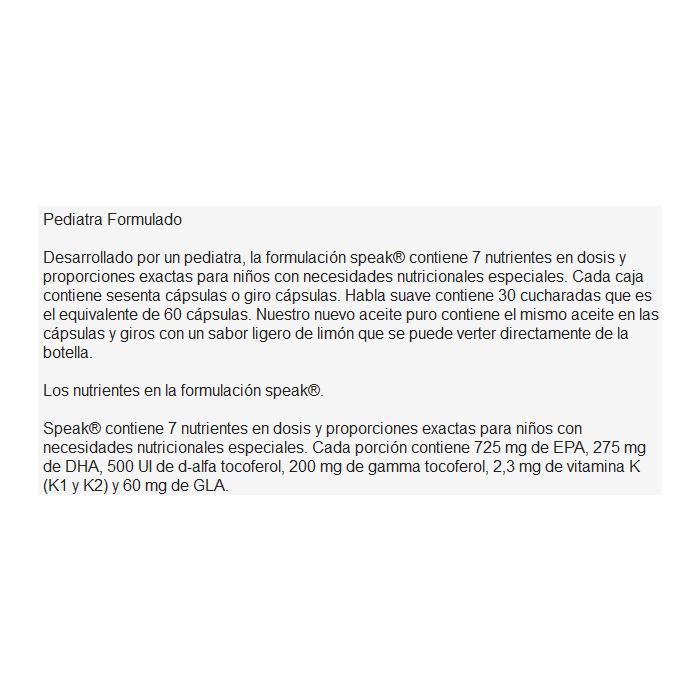 Pediatra Formulado
Desarrollado por un pediatra, la formulación speak® contiene 7 nutrientes en dosis y
proporciones exactas para niños con necesidades nutricionales especiales. Cada caja
contiene sesenta cápsulas o giro cápsulas. Habla suave contiene 30 cucharadas que es
el equivalente de 60 cápsulas. Nuestro nuevo aceite puro contiene el mismo aceite en las
cápsulas y giros con un sabor ligero de limón que se puede verter directamente de la
botella.
Los nutrientes en la formulación speak®.
Speak® contiene 7 nutrientes en dosis y proporciones exactas para niños con
necesidades nutricionales especiales. Cada porción contiene 725 mg de EPA, 275 mg
de DHA, 500 UI de d-alfa tocoferol, 200 mg de gamma tocoferol, 2,3 mg de vitamina K
(K1 y K2) y 60 mg de GLA.